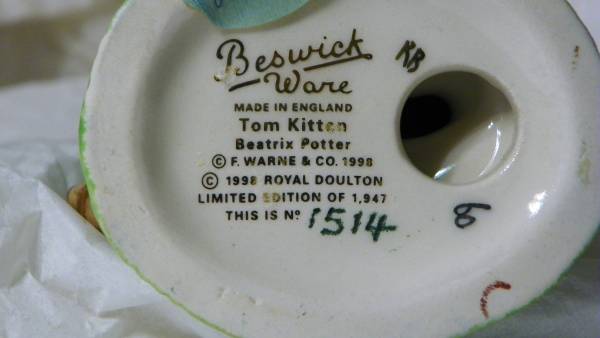 Beswick
Ware
KB
MADE IN ENGLAND
Tom Kitten
Beatrix Potter
© F. WARNE & CO. 1998
© 1998 ROYAL DOULTON
LIMITED EDITION OF 1,947
THIS IS Nº 1514
8